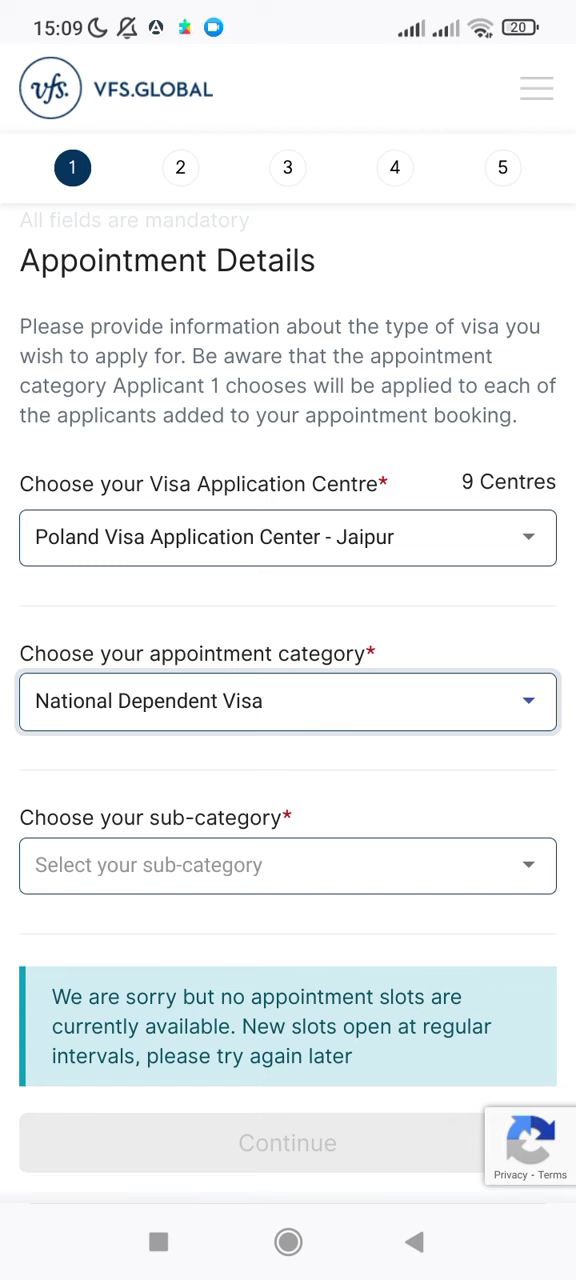 15:09
20
vfs.
VFS.GLOBAL
1 2 3 4 5
All fields are mandatory
Appointment Details
Please provide information about the type of visa you
wish to apply for. Be aware that the appointment
category Applicant 1 chooses will be applied to each of
the applicants added to your appointment booking.
Choose your Visa Application Centre* 9 Centres
Poland Visa Application Center - Jaipur
Choose your appointment category*
National Dependent Visa
Choose your sub-category*
Select your sub-category
We are sorry but no appointment slots are
currently available. New slots open at regular
intervals, please try again later
Continue
Privacy - Terms